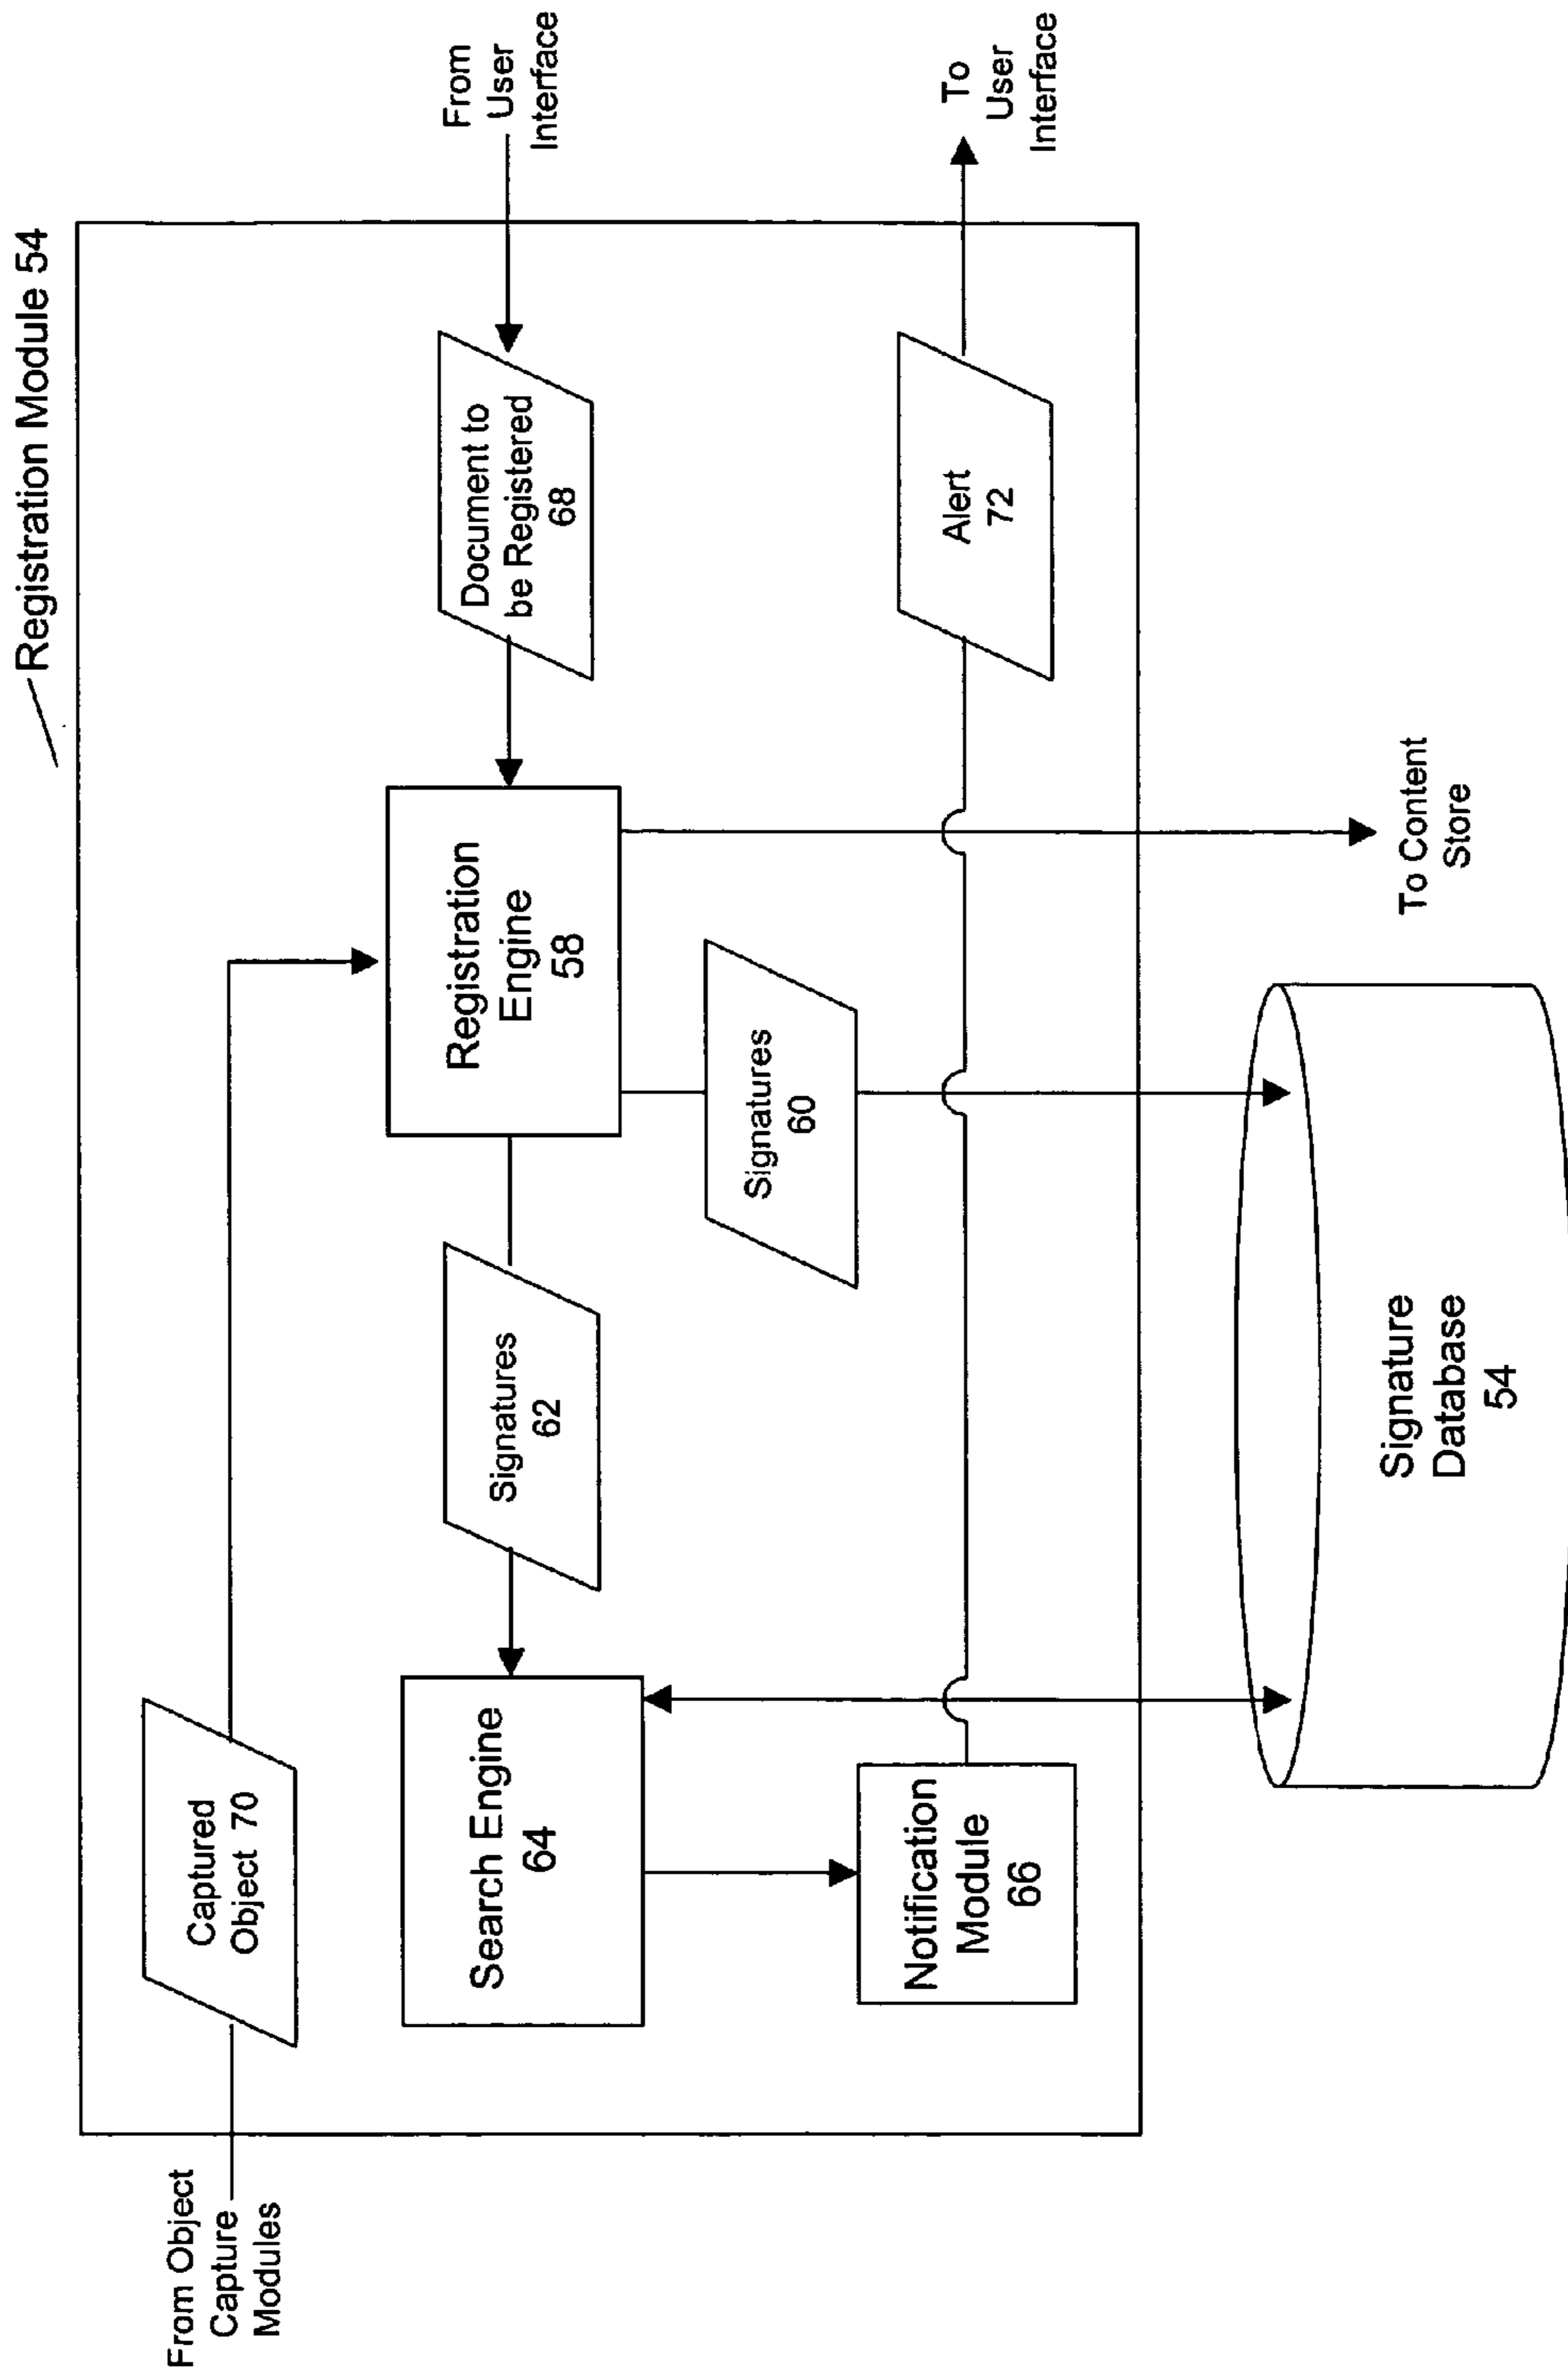 Registration Module 54
From Object
Capture
Modules
Captured
Object 70
Search Engine
64
Signatures
62
Registration
Engine
58
Document to
be Registered
68
From
User
Interface
Signatures
60
Notification
Module
66
Alert
72
To
User
Interface
Signature
Database
54
To Content
Store